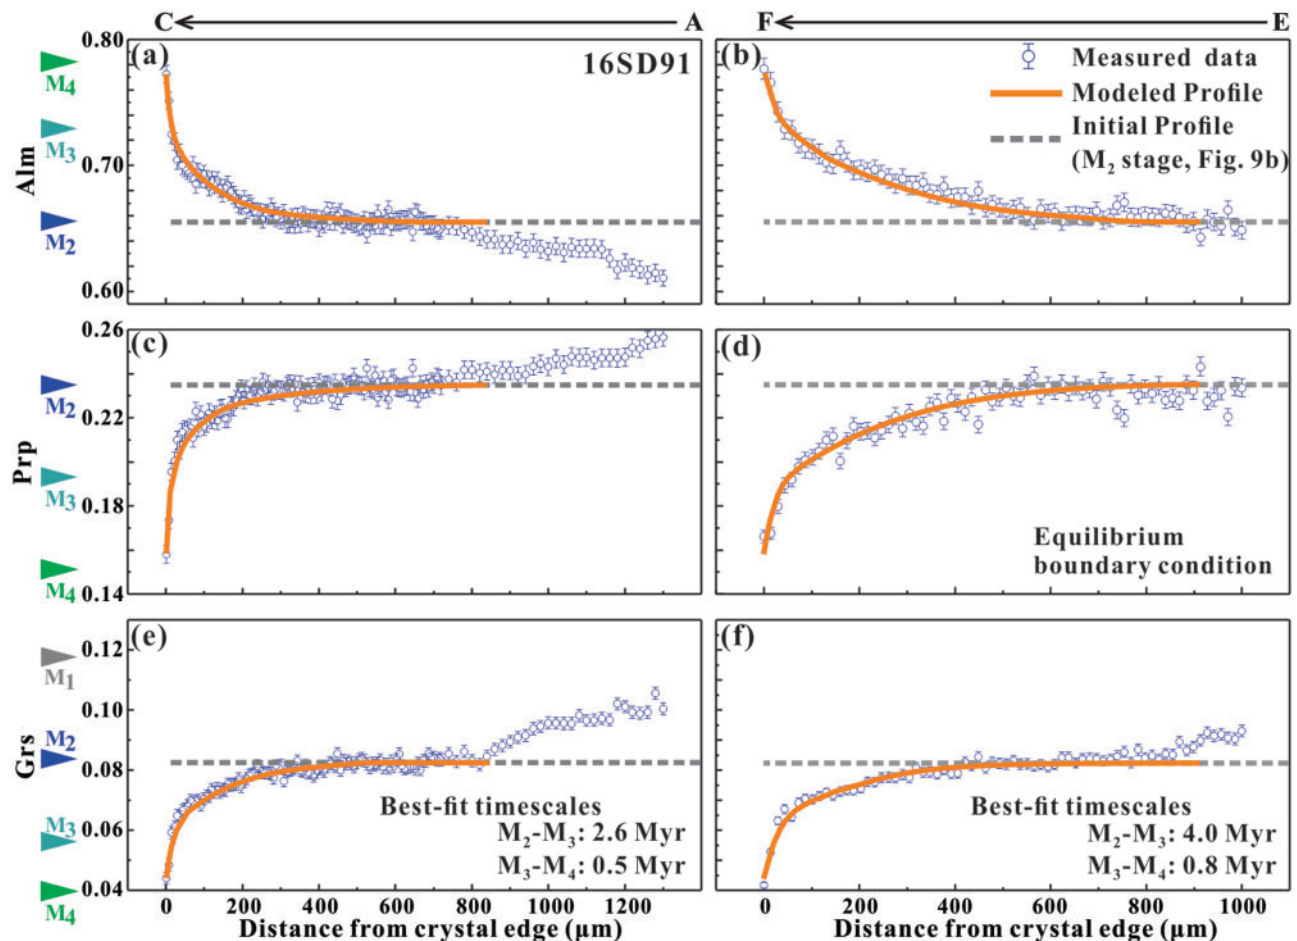 C A
F E
(a) 16SD91
(b)
Measured data
Modeled Profile
Initial Profile
(M2 stage, Fig. 9b)
0.80
0.70
0.60
Alm
M4
M3
M2
(c)
(d)
Equilibrium
boundary condition
0.26
0.22
0.18
0.14
Prp
M2
M3
M4
(e)
Best-fit timescales
M2-M3: 2.6 Myr
M3-M4: 0.5 Myr
(f)
Best-fit timescales
M2-M3: 4.0 Myr
M3-M4: 0.8 Myr
0.12
0.10
0.08
0.06
0.04
Grs
M1
M2
M3
M4
0 200 400 600 800 1000 1200
Distance from crystal edge (µm)
0 200 400 600 800 1000
Distance from crystal edge (µm)